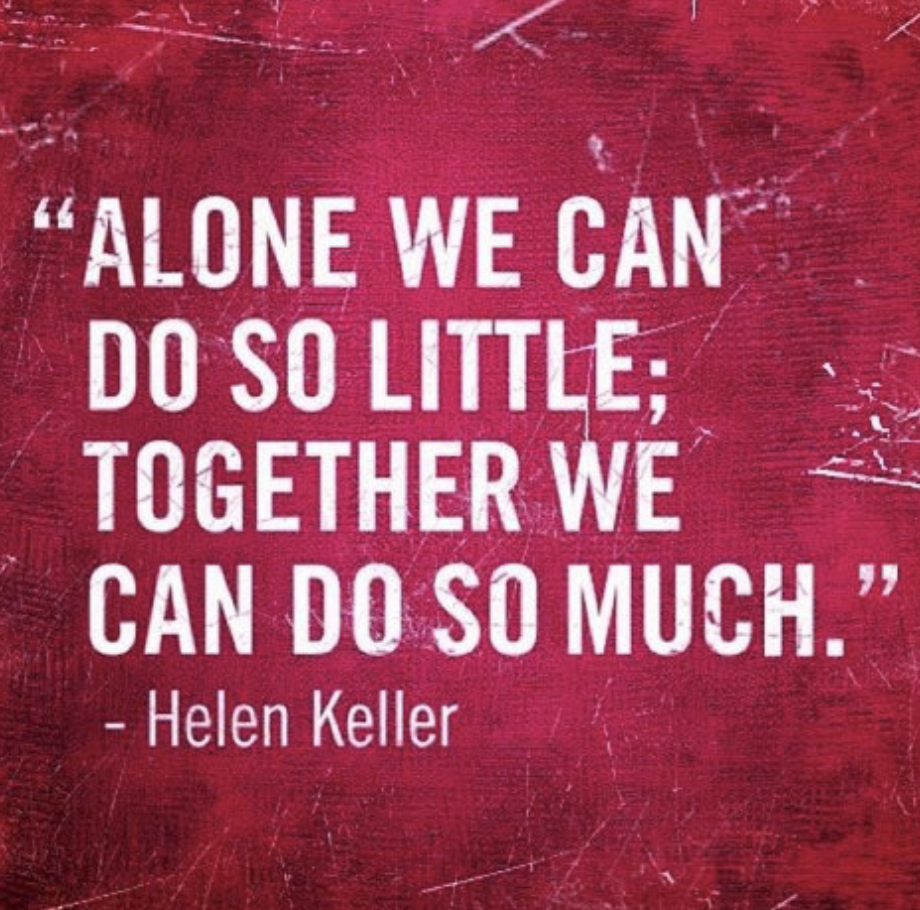 “ALONE WE CAN
DO SO LITTLE;
TOGETHER WE
CAN DO SO MUCH.”
- Helen Keller